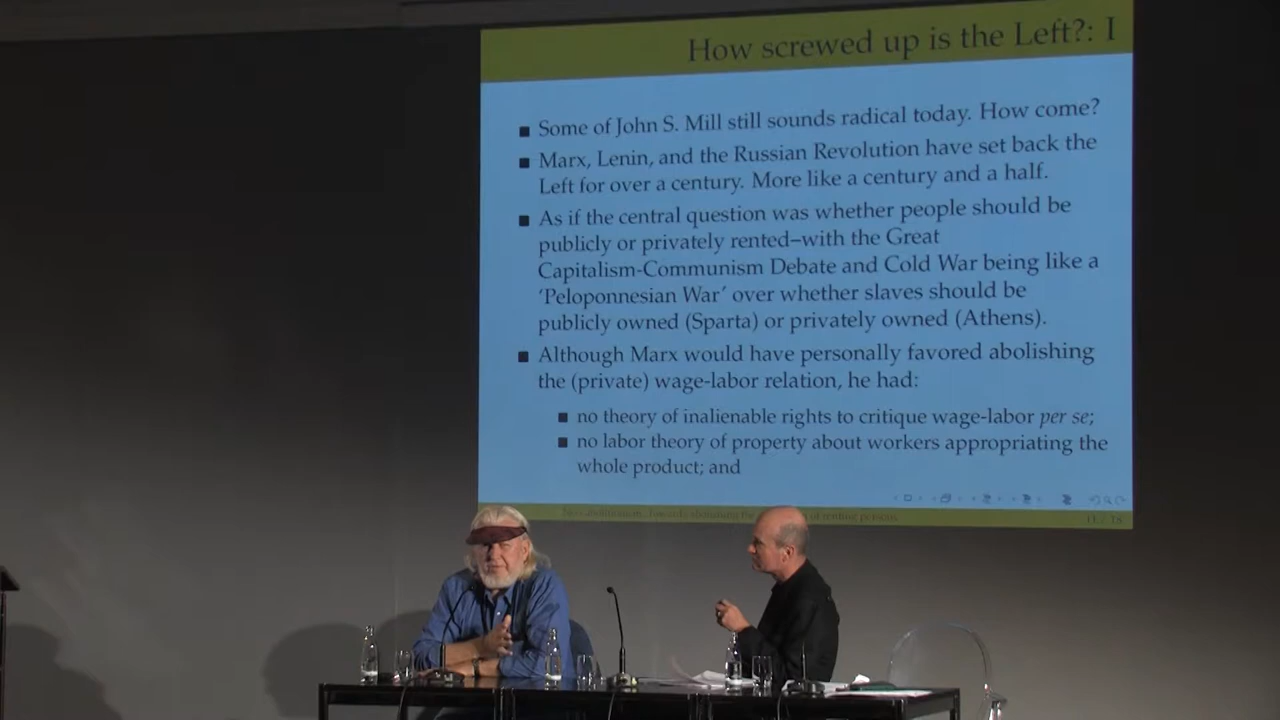 How screwed up is the Left?: I
■ Some of John S. Mill still sounds radical today. How come?
■ Marx, Lenin, and the Russian Revolution have set back the
Left for over a century. More like a century and a half.
■ As if the central question was whether people should be
publicly or privately rented–with the Great
Capitalism-Communism Debate and Cold War being like a
'Peloponnesian War' over whether slaves should be
publicly owned (Sparta) or privately owned (Athens).
■ Although Marx would have personally favored abolishing
the (private) wage-labor relation, he had:
■ no theory of inalienable rights to critique wage-labor per se;
■ no labor theory of property about workers appropriating the
whole product; and
of renting persons